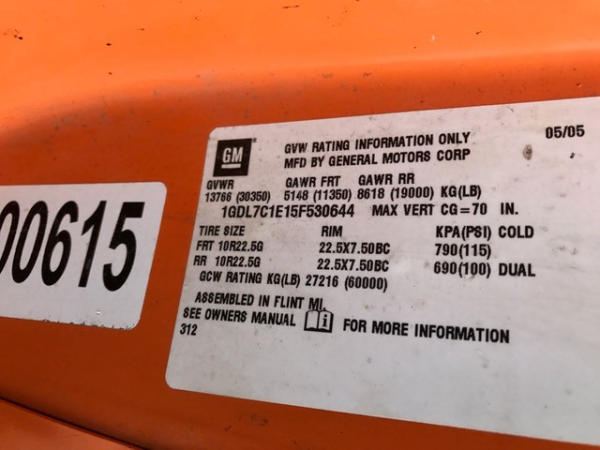 GM
GVW RATING INFORMATION ONLY 05/05
MFD BY GENERAL MOTORS CORP
GVWR GAWR FRT GAWR RR
13766 (30350) 5148 (11350) 8618 (19000) KG(LB)
1GDL7C1E15F530644 MAX VERT CG=70 IN.
TIRE SIZE RIM KPA(PSI) COLD
FRT 10R22.5G 22.5X7.50BC 790(115)
RR 10R22.5G 22.5X7.50BC 690(100) DUAL
GCW RATING KG(LB) 27216 (60000)
ASSEMBLED IN FLINT MI.
SEE OWNERS MANUAL i FOR MORE INFORMATION
312
00615